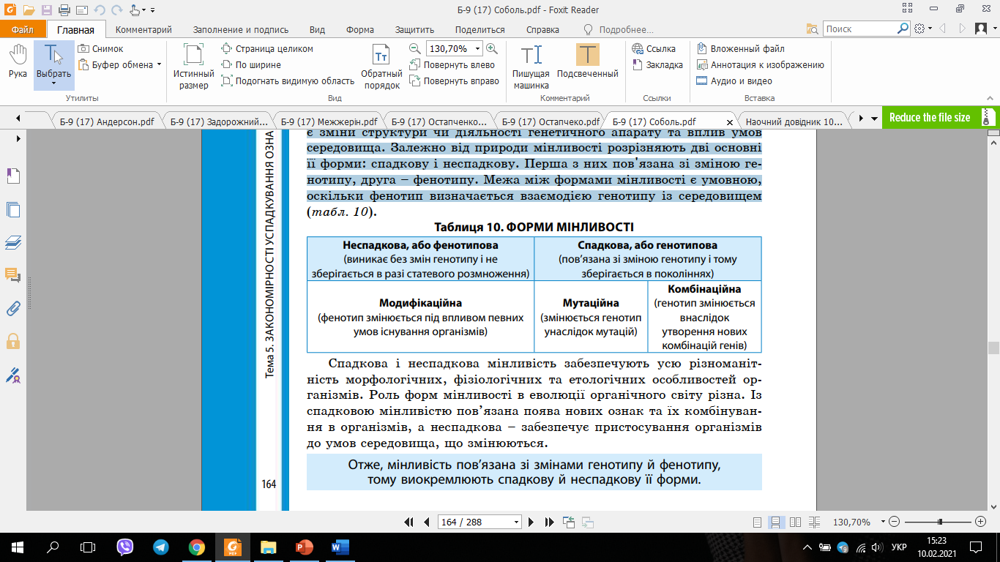 Б-9 (17) Соболь.pdf - Foxit Reader
Файл Главная Комментарий Заполнение и подпись Вид Форма Защитить Поделиться Справка Подробнее... Поиск
Рука
Выбрать
Снимок
Буфер обмена
Утилиты
Истинный размер
Страница целиком
По ширине
Подогнать видимую область
Обратный порядок
130,70%
Повернуть влево
Повернуть вправо
Вид
Пишущая машинка
Подсвеченный
Комментарий
Ссылка
Закладка
Ссылки
Вложенный файл
Аннотация к изображению
Аудио и видео
Вставка
Б-9 (17) Андерсон.pdf Б-9 (17) Задорожний... Б-9 (17) Межжерін.pdf Б-9 (17) Остапченко... Б-9 (17) Остапчеко.pdf Б-9 (17) Соболь.pdf Наочний довідник 10... Reduce the file size
Тема 5. ЗАКОНОМІРНОСТІ УСПАДКУВАННЯ ОЗНА
є зміни структури чи діяльності генетичного апарату та вплив умов
середовища. Залежно від природи мінливості розрізняють дві основні
її форми: спадкову і неспадкову. Перша з них пов'язана зі зміною ге-
нотипу, друга – фенотипу. Межа між формами мінливості є умовною,
оскільки фенотип визначається взаємодією генотипу із середовищем
(табл. 10).
Таблиця 10. ФОРМИ МІНЛИВОСТІ
Неспадкова, або фенотипова
(виникає без змін генотипу і не
зберігається в разі статевого розмноження)
Спадкова, або генотипова
(пов’язана зі зміною генотипу і тому
зберігається в поколіннях)
Модифікаційна
(фенотип змінюється під впливом певних
умов існування організмів)
Мутаційна
(змінюється генотип
унаслідок мутацій)
Комбінаційна
(генотип змінюється
внаслідок
утворення нових
комбінацій генів)
Спадкова і неспадкова мінливість забезпечують усю різноманіт-
ність морфологічних, фізіологічних та етологічних особливостей ор-
ганізмів. Роль форм мінливості в еволюції органічного світу різна. Із
спадковою мінливістю пов’язана поява нових ознак та їх комбінуван-
ня в організмів, а неспадкова – забезпечує пристосування організмів
до умов середовища, що змінюються.
Отже, мінливість пов’язана зі змінами генотипу й фенотипу,
тому виокремлюють спадкову й неспадкову її форми.
164
164 / 288
130,70%
УКР
15:23
10.02.2021